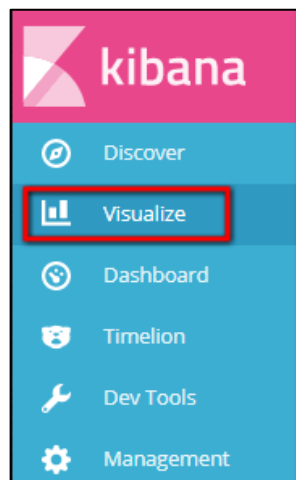 kibana
Discover
Visualize
Dashboard
Timelion
Dev Tools
Management